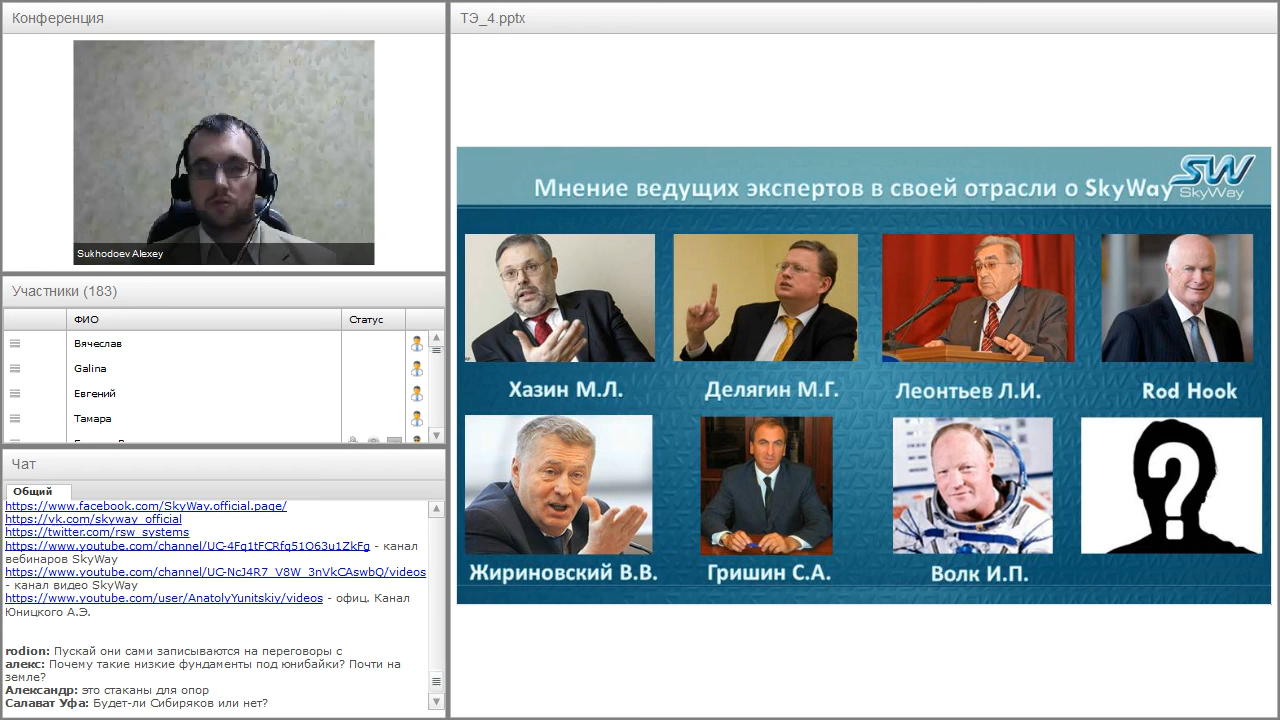 Конференция
Sukhodoev Alexey
Участники (183)
ФИО
Статус
Вячеслав
Galina
Евгений
Тамара
Чат
Общий
https://www.facebook.com/SkyWay.official.page/
https://vk.com/skyway_official
https://twitter.com/rsw_systems
https://www.youtube.com/channel/UC-4Fq1tFCRfg51O63u1ZkFg - канал
вебинаров SkyWay
https://www.youtube.com/channel/UC-NcJ4R7_V8W_3nVkCAswbQ/videos
- канал видео SkyWay
https://www.youtube.com/user/AnatolyYunitskiy/videos - офиц. Канал
Юницкого А.Э.
rodion: Пускай они сами записываются на переговоры с
алекс: Почему такие низкие фундаменты под юнибайки? Почти на
земле?
Александр: это стаканы для опор
Салават Уфа: Будет-ли Сибиряков или нет?
ТЭ_4.pptx
Мнение ведущих экспертов в своей отрасли о SkyWay
SW
SkyWay
Хазин М.Л.
Делягин М.Г.
Леонтьев Л.И.
Rod Hook
Жириновский В.В.
Гришин С.А.
Волк И.П.
?